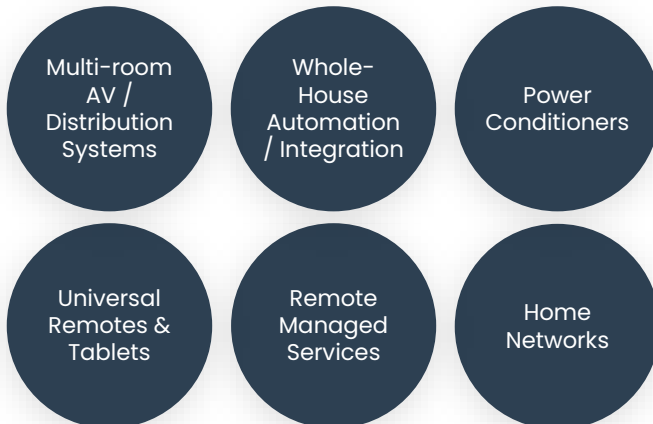 Multi-room
AV /
Distribution
Systems
Whole-
House
Automation
/ Integration
Power
Conditioners
Universal
Remotes &
Tablets
Remote
Managed
Services
Home
Networks